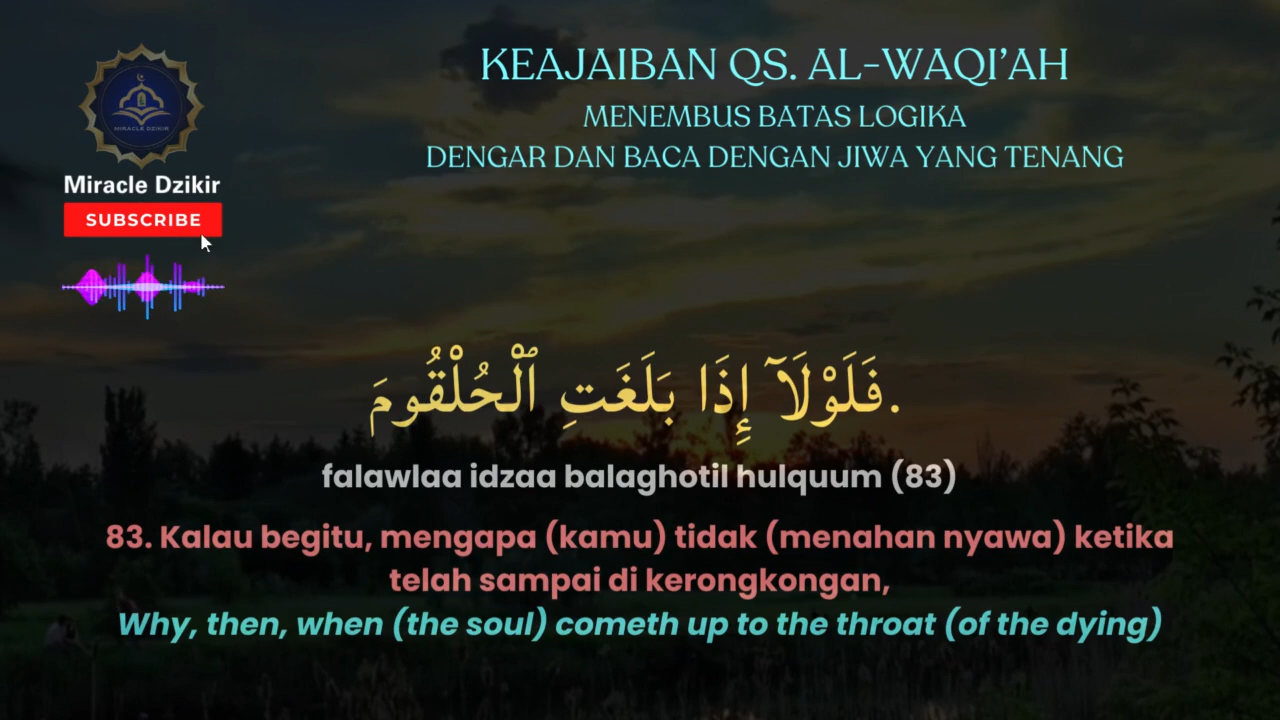 KEAJAIBAN QS. AL-WAQI'AH
MENEMBUS BATAS LOGIKA
DENGAR DAN BACA DENGAN JIWA YANG TENANG
MIRACLE DZIKIR
Miracle Dzikir
SUBSCRIBE
فَلَوْلَآ إِذَا بَلَغَتِ ٱلْحُلْقُومَ.
falawlaa idzaa balaghotil hulquum (83)
83. Kalau begitu, mengapa (kamu) tidak (menahan nyawa) ketika
telah sampai di kerongkongan,
Why, then, when (the soul) cometh up to the throat (of the dying)